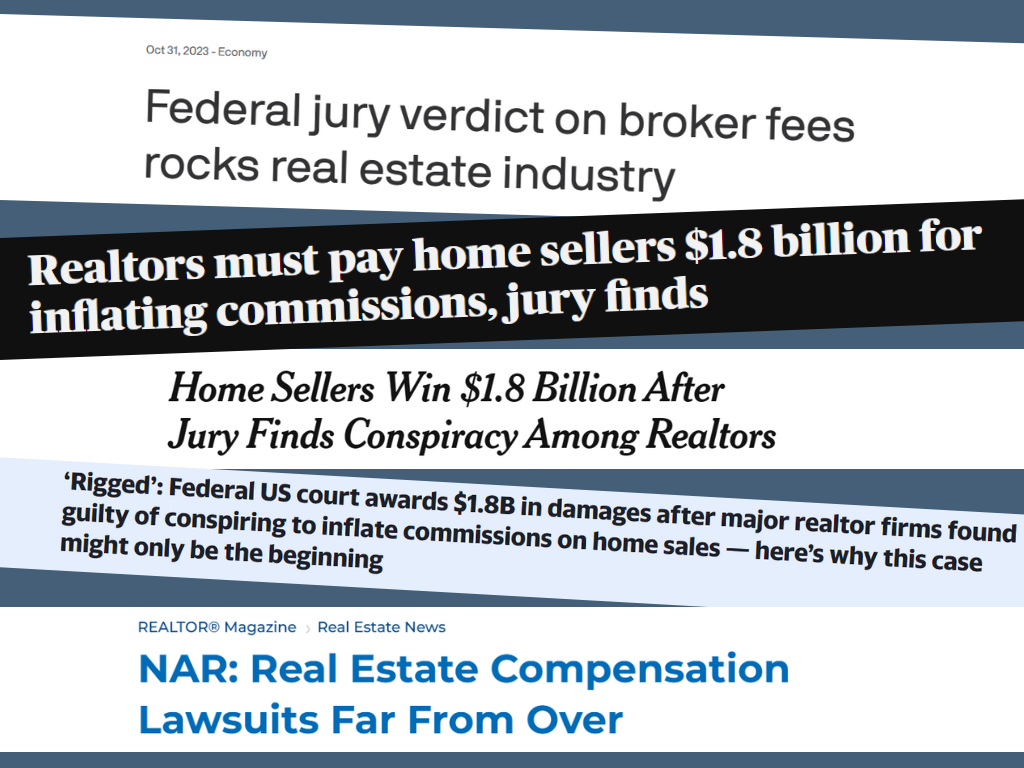 Oct 31, 2023 - Economy
Federal jury verdict on broker fees
rocks real estate industry
Realtors must pay home sellers $1.8 billion for
inflating commissions, jury finds
Home Sellers Win $1.8 Billion After
Jury Finds Conspiracy Among Realtors
‘Rigged’: Federal US court awards $1.8B in damages after major realtor firms found
guilty of conspiring to inflate commissions on home sales — here’s why this case
might only be the beginning
REALTOR® Magazine › Real Estate News
NAR: Real Estate Compensation
Lawsuits Far From Over